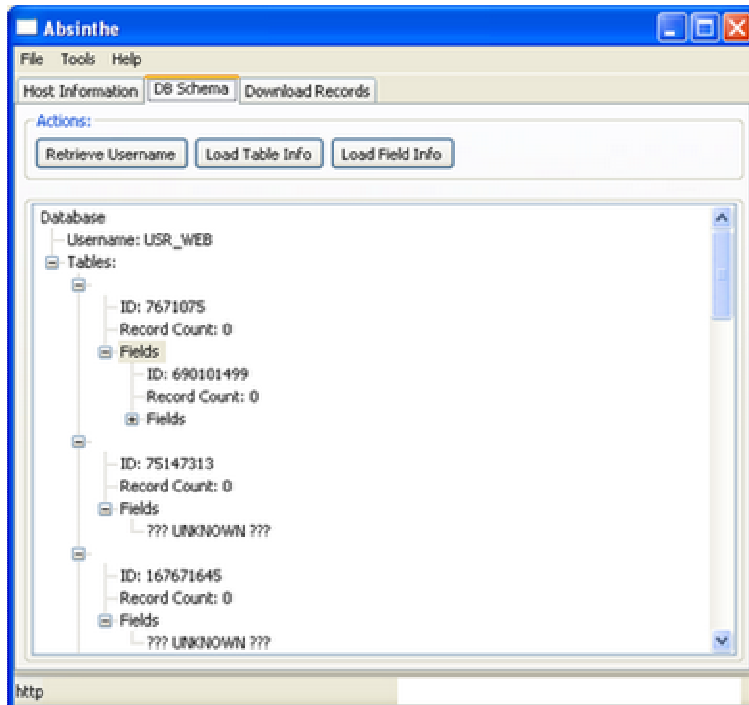 Absinthe
File Tools Help
Host Information DB Schema Download Records
Actions:
Retrieve Username Load Table Info Load Field Info
Database
Username: USR_WEB
Tables:
ID: 7671075
Record Count: 0
Fields
ID: 690101499
Record Count: 0
Fields
ID: 75147313
Record Count: 0
Fields
??? UNKNOWN ???
ID: 167671645
Record Count: 0
Fields
??? UNKNOWN ???
http